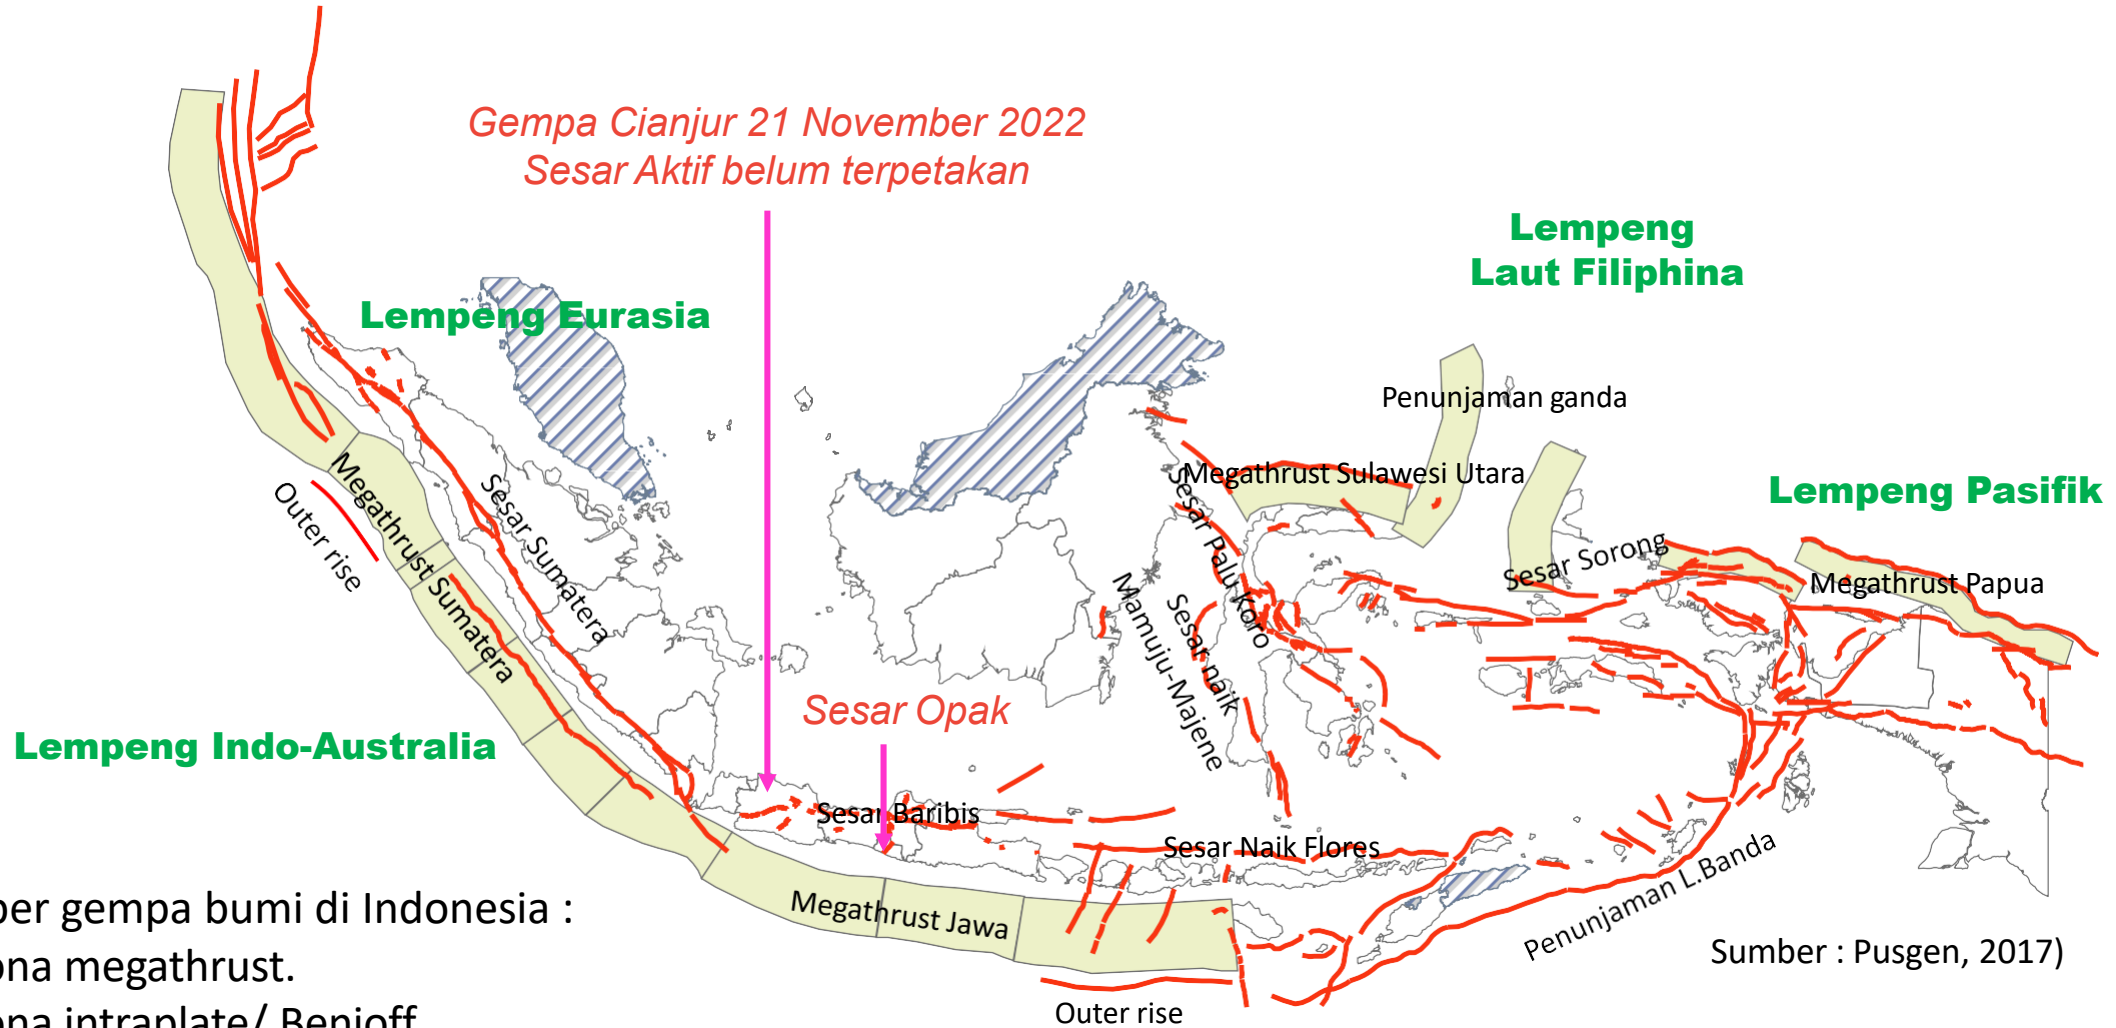 Gempa Cianjur 21 November 2022
Sesar Aktif belum terpetakan
Lempeng
Laut Filiphina
Lempeng Eurasia
Penunjaman ganda
Megathrust Sulawesi Utara
Lempeng Pasifik
Outer rise
Megathrust Sumatera
Sesar Sumatera
Sesar Palu Koro
Sesar Sorong
Megathrust Papua
Sesar naik
Mamuju-Majene
Sesar Opak
Lempeng Indo-Australia
Sesar Baribis
Sesar Naik Flores
Megathrust Jawa
Penunjaman L.Banda
gempa bumi di Indonesia :
megathrust.
intraplate/ Benioff
Sumber : Pusgen, 2017)
Outer rise